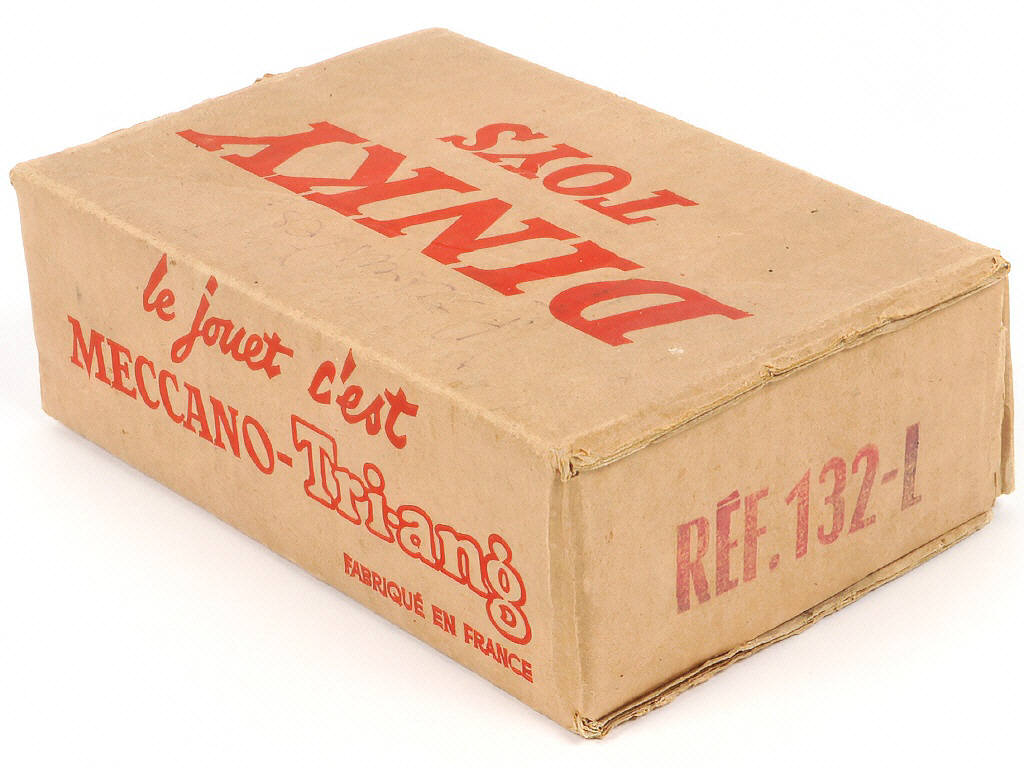 DINKY
TOYS
le jouet c'est
MECCANO-Tri-ang
FABRIQUÉ EN FRANCE
RÉF. 132-L